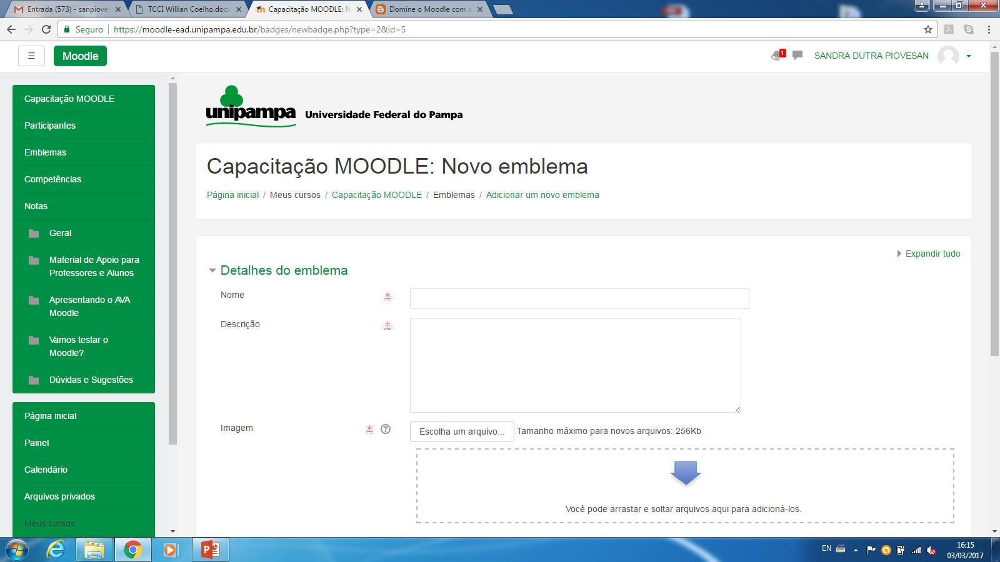 Entrada (573) - sanpioves
TCCI Willian Coelho.docx
Capacitação MOODLE: N
Domine o Moodle com a
Seguro
https://moodle-ead.unipampa.edu.br/badges/newbadge.php?type=2&id=5
Moodle
1
SANDRA DUTRA PIOVESAN
Capacitação MOODLE
Participantes
Emblemas
Competências
Notas
Geral
Material de Apoio para
Professores e Alunos
Apresentando o AVA
Moodle
Vamos testar o
Moodle?
Dúvidas e Sugestões
Página inicial
Painel
Calendário
Arquivos privados
Meus cursos
unipampa
Universidade Federal do Pampa
Capacitação MOODLE: Novo emblema
Página inicial / Meus cursos / Capacitação MOODLE / Emblemas / Adicionar um novo emblema
Expandir tudo
Detalhes do emblema
Nome
Descrição
Imagem
Escolha um arquivo...
Tamanho máximo para novos arquivos: 256Kb
Você pode arrastar e soltar arquivos aqui para adicioná-los.
EN
16:15
03/03/2017